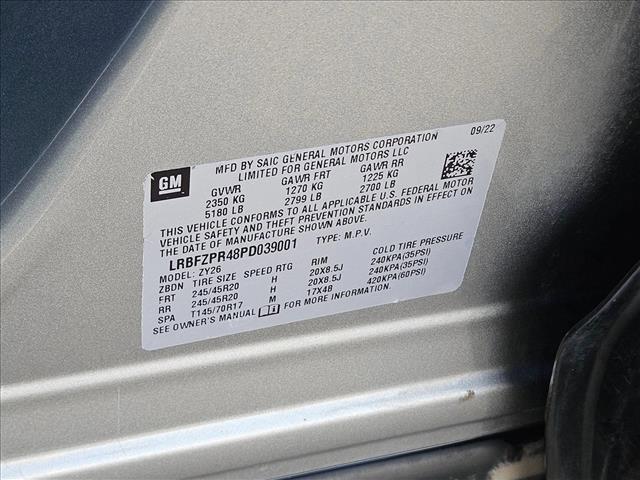 09/22
MFD BY SAIC GENERAL MOTORS CORPORATION
LIMITED FOR GENERAL MOTORS LLC
GM
GVWR GAWR FRT GAWR RR
2350 KG 1270 KG 1225 KG
5180 LB 2799 LB 2700 LB
THIS VEHICLE CONFORMS TO ALL APPLICABLE U.S. FEDERAL MOTOR
VEHICLE SAFETY AND THEFT PREVENTION STANDARDS IN EFFECT ON
THE DATE OF MANUFACTURE SHOWN ABOVE.
LRBFZPR48PD039001 TYPE: M.P.V.
MODEL: ZY26
ZBDN TIRE SIZE SPEED RTG RIM COLD TIRE PRESSURE
FRT 245/45R20 H 20X8.5J 240KPA(35PSI)
RR 245/45R20 H 20X8.5J 240KPA(35PSI)
SPA T145/70R17 M 17X4B 420KPA(60PSI)
SEE OWNER'S MANUAL FOR MORE INFORMATION.